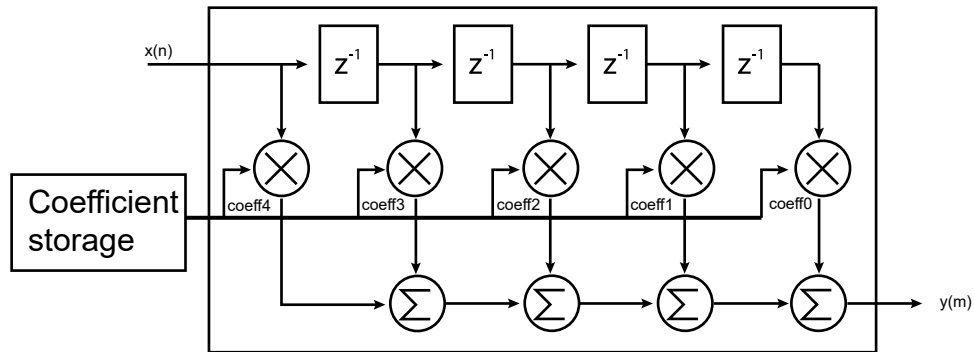 x(n)
z-1
z-1
z-1
z-1
Coefficient
storage
coeff4
coeff3
coeff2
coeff1
coeff0
Σ
Σ
Σ
Σ
y(m)